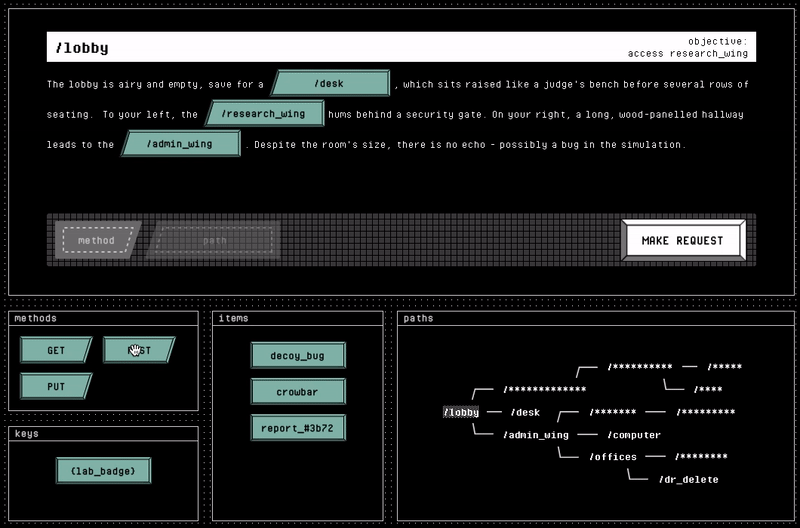 /lobby
objective:
access research_wing
The lobby is airy and empty, save for a /desk , which sits raised like a judge's bench before several rows of
seating. To your left, the /research_wing hums behind a security gate. On your right, a long, wood-panelled hallway
leads to the /admin_wing . Despite the room's size, there is no echo - possibly a bug in the simulation.
method path MAKE REQUEST
methods
GET
PUT
keys
{lab_badge}
items
decoy_bug
crowbar
report_#3b72
paths
/********** /*****
/************* /****
/lobby /desk /******* /*********
/admin_wing /computer
/offices /********
/dr_delete